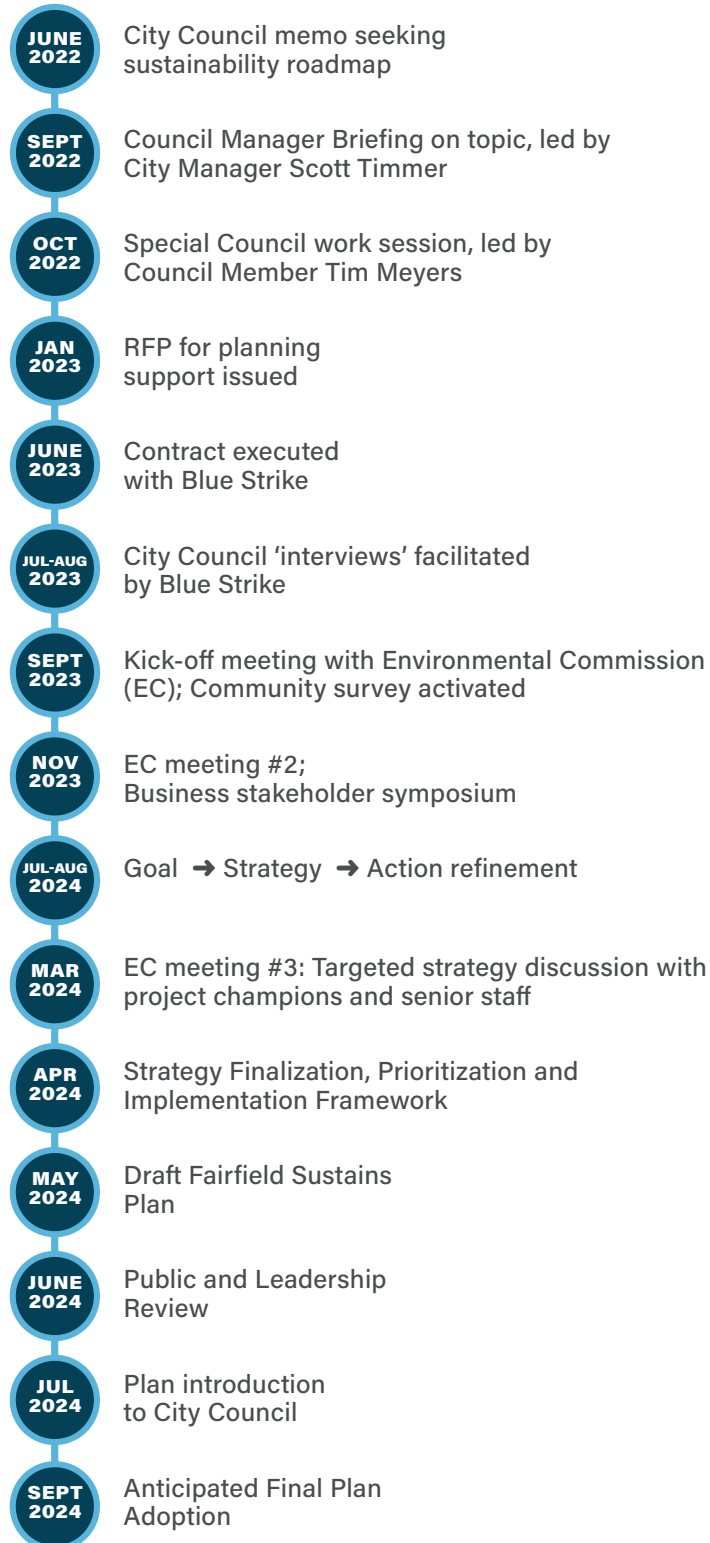 JUNE
2022
City Council memo seeking
sustainability roadmap
SEPT
2022
Council Manager Briefing on topic, led by
City Manager Scott Timmer
OCT
2022
Special Council work session, led by
Council Member Tim Meyers
JAN
2023
RFP for planning
support issued
JUNE
2023
Contract executed
with Blue Strike
JUL-AUG
2023
City Council ‘interviews’ facilitated
by Blue Strike
SEPT
2023
Kick-off meeting with Environmental Commission
(EC); Community survey activated
NOV
2023
EC meeting #2;
Business stakeholder symposium
JUL-AUG
2024
Goal ➜ Strategy ➜ Action refinement
MAR
2024
EC meeting #3: Targeted strategy discussion with
project champions and senior staff
APR
2024
Strategy Finalization, Prioritization and
Implementation Framework
MAY
2024
Draft Fairfield Sustains
Plan
JUNE
2024
Public and Leadership
Review
JUL
2024
Plan introduction
to City Council
SEPT
2024
Anticipated Final Plan
Adoption